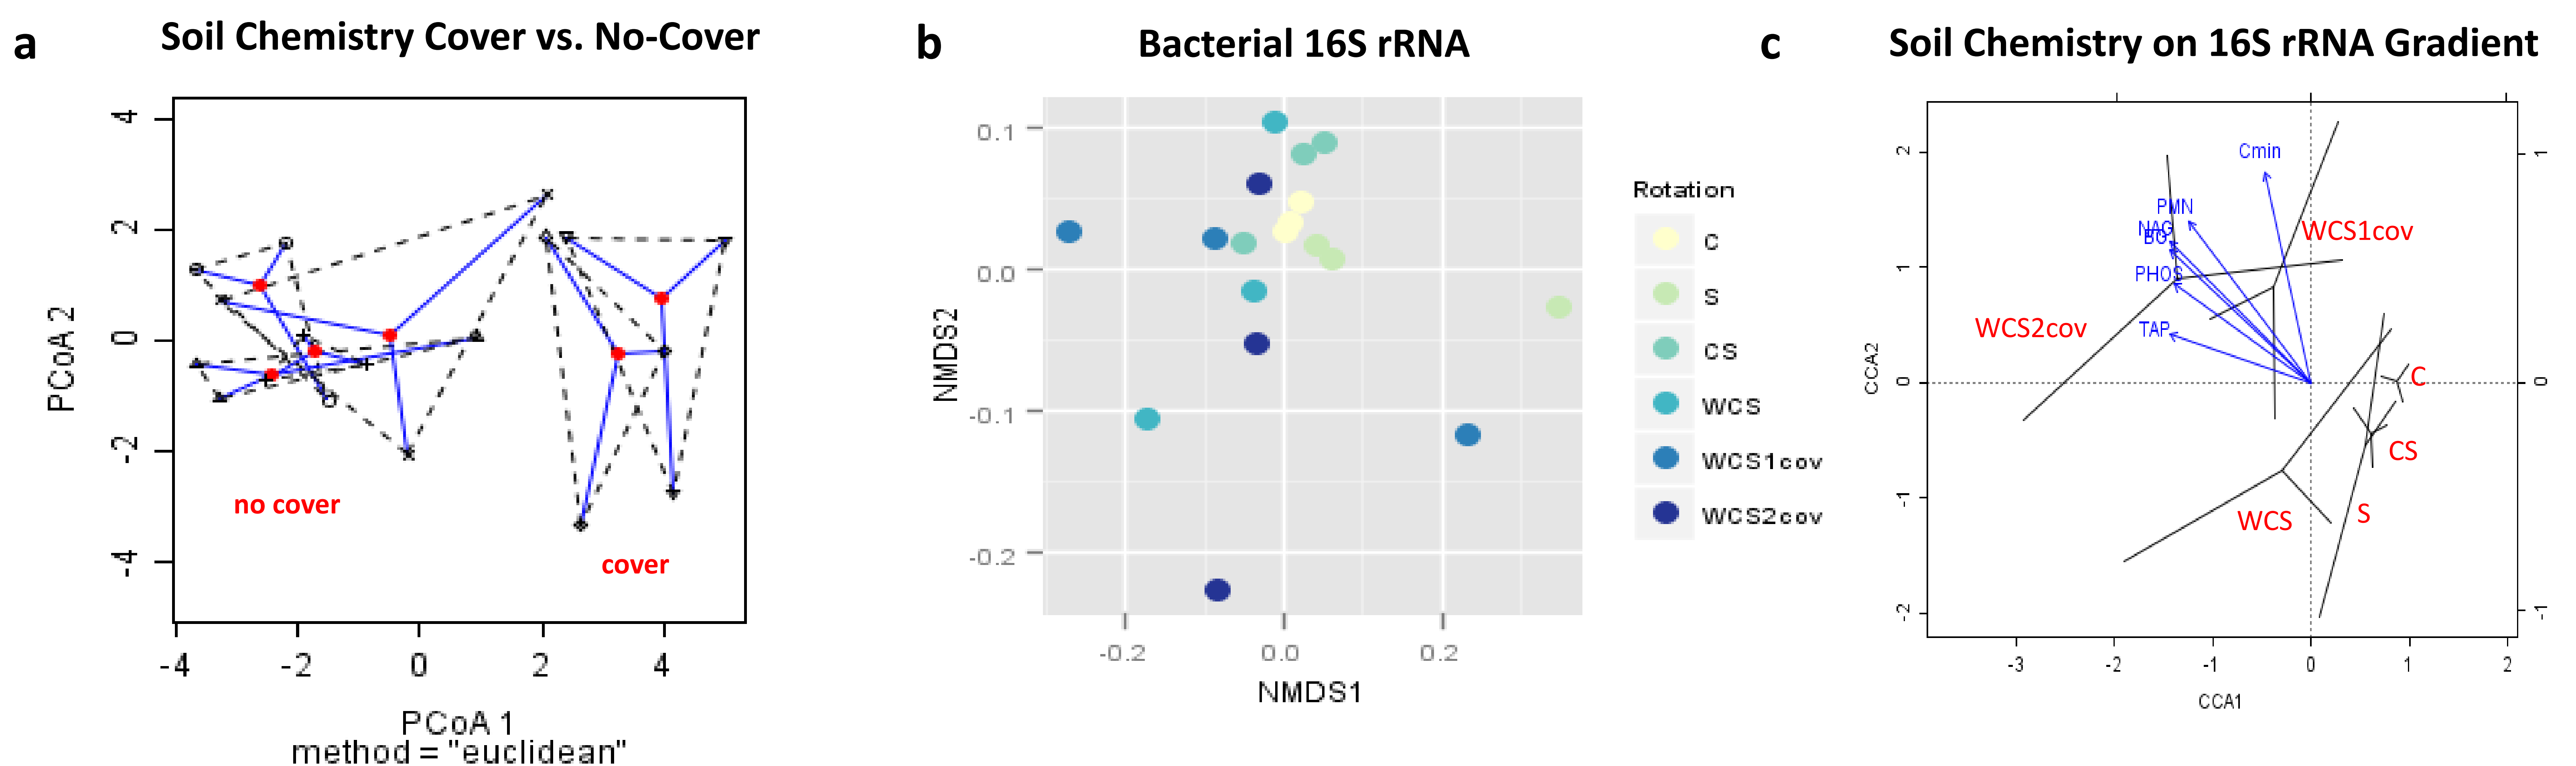 a
Soil Chemistry Cover vs. No-Cover
4
2
0
-2
-4
PCoA 2
no cover
cover
-4
-2
0
2
4
PCoA 1
method = "euclidean"
b
Bacterial 16S rRNA
0.1
0.0
-0.1
-0.2
NMDS2
-0.2
0.0
0.2
NMDS1
Rotation
C
S
CS
WCS
WCS1cov
WCS2cov
c
Soil Chemistry on 16S rRNA Gradient
2
1
0
-1
-2
CCA2
Cmin
PMN
NAG
BG
PHOS
TAP
WCS1cov
WCS2cov
C
CS
WCS
S
1
0
-1
-3
-2
-1
0
1
2
CCA1